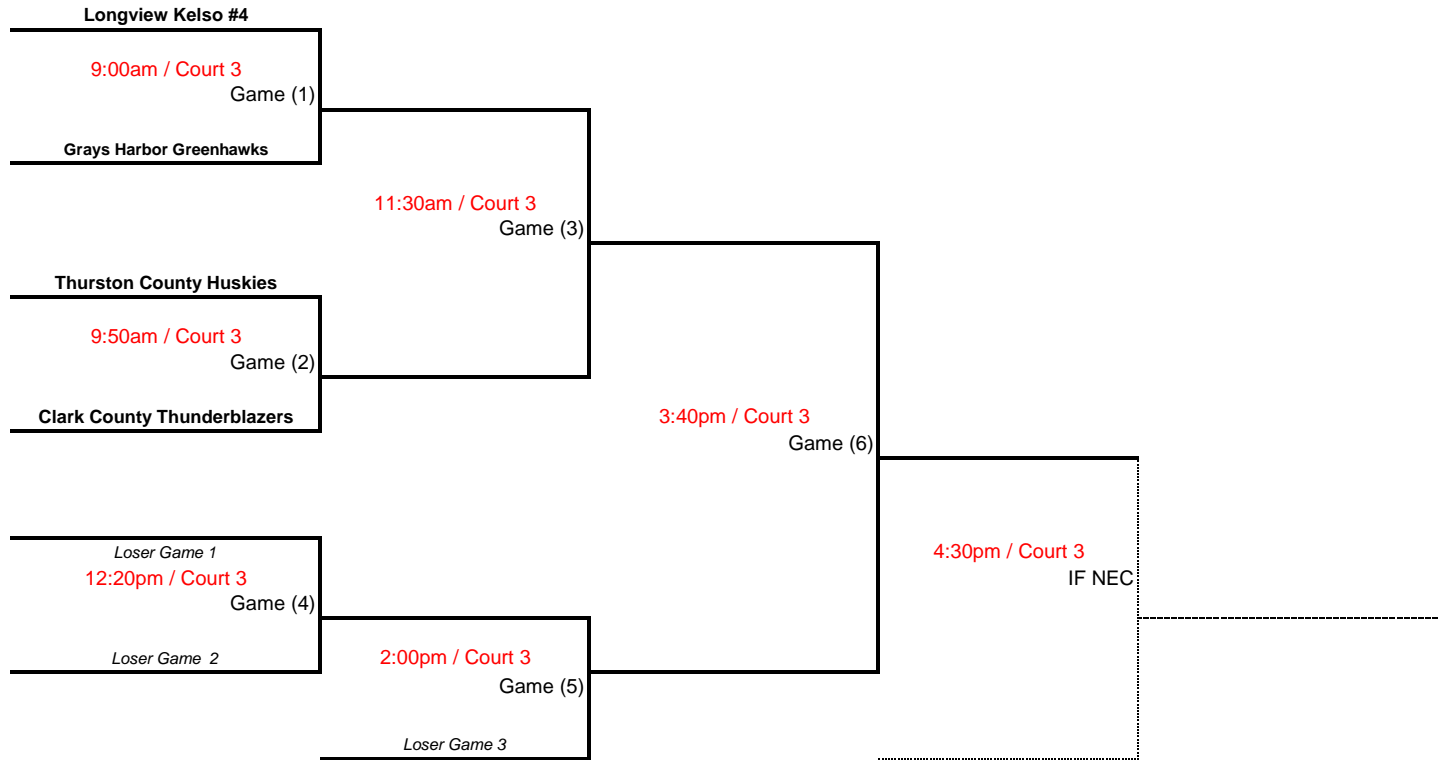 Longview Kelso #4
9:00am / Court 3
Game (1)
Grays Harbor Greenhawks
11:30am / Court 3
Game (3)
Thurston County Huskies
9:50am / Court 3
Game (2)
Clark County Thunderblazers
3:40pm / Court 3
Game (6)
Loser Game 1
12:20pm / Court 3
Game (4)
4:30pm / Court 3
IF NEC
Loser Game 2
2:00pm / Court 3
Game (5)
Loser Game 3